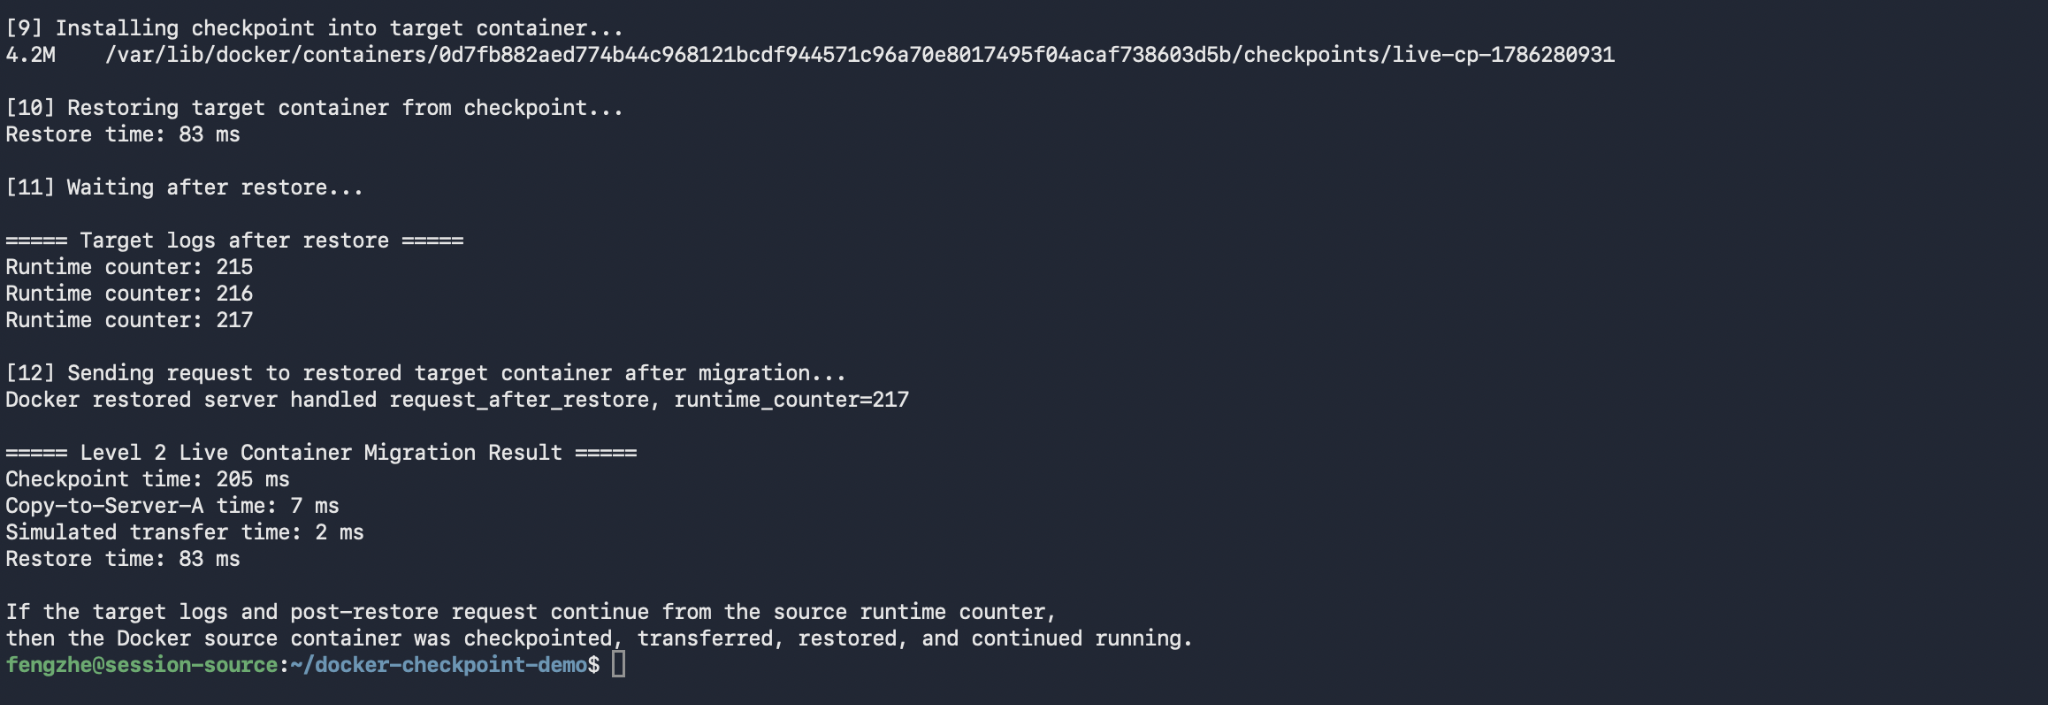 [9] Installing checkpoint into target container...
4.2M    /var/lib/docker/containers/0d7fb882aed774b44c968121bcdf944571c96a70e8017495f04acaf738603d5b/checkpoints/live-cp-1786280931
[10] Restoring target container from checkpoint...
Restore time: 83 ms
[11] Waiting after restore...
===== Target logs after restore =====
Runtime counter: 215
Runtime counter: 216
Runtime counter: 217
[12] Sending request to restored target container after migration...
Docker restored server handled request_after_restore, runtime_counter=217
===== Level 2 Live Container Migration Result =====
Checkpoint time: 205 ms
Copy-to-Server-A time: 7 ms
Simulated transfer time: 2 ms
Restore time: 83 ms
If the target logs and post-restore request continue from the source runtime counter,
then the Docker source container was checkpointed, transferred, restored, and continued running.
fengzhe@session-source:~/docker-checkpoint-demo$